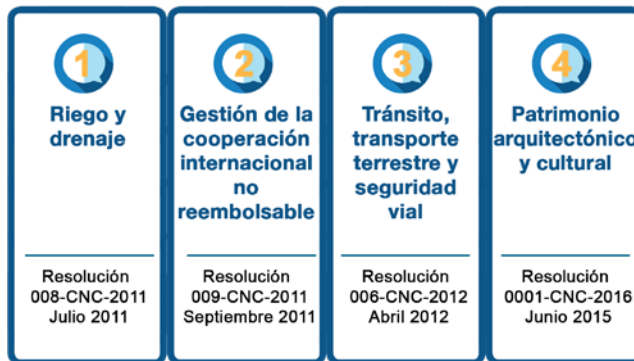 1
Riego y
drenaje
Resolución
008-CNC-2011
Julio 2011
2
Gestión de la
cooperación
internacional
no
reembolsable
Resolución
009-CNC-2011
Septiembre 2011
3
Tránsito,
transporte
terrestre y
seguridad
vial
Resolución
006-CNC-2012
Abril 2012
4
Patrimonio
arquitectónico
y cultural
Resolución
0001-CNC-2016
Junio 2015